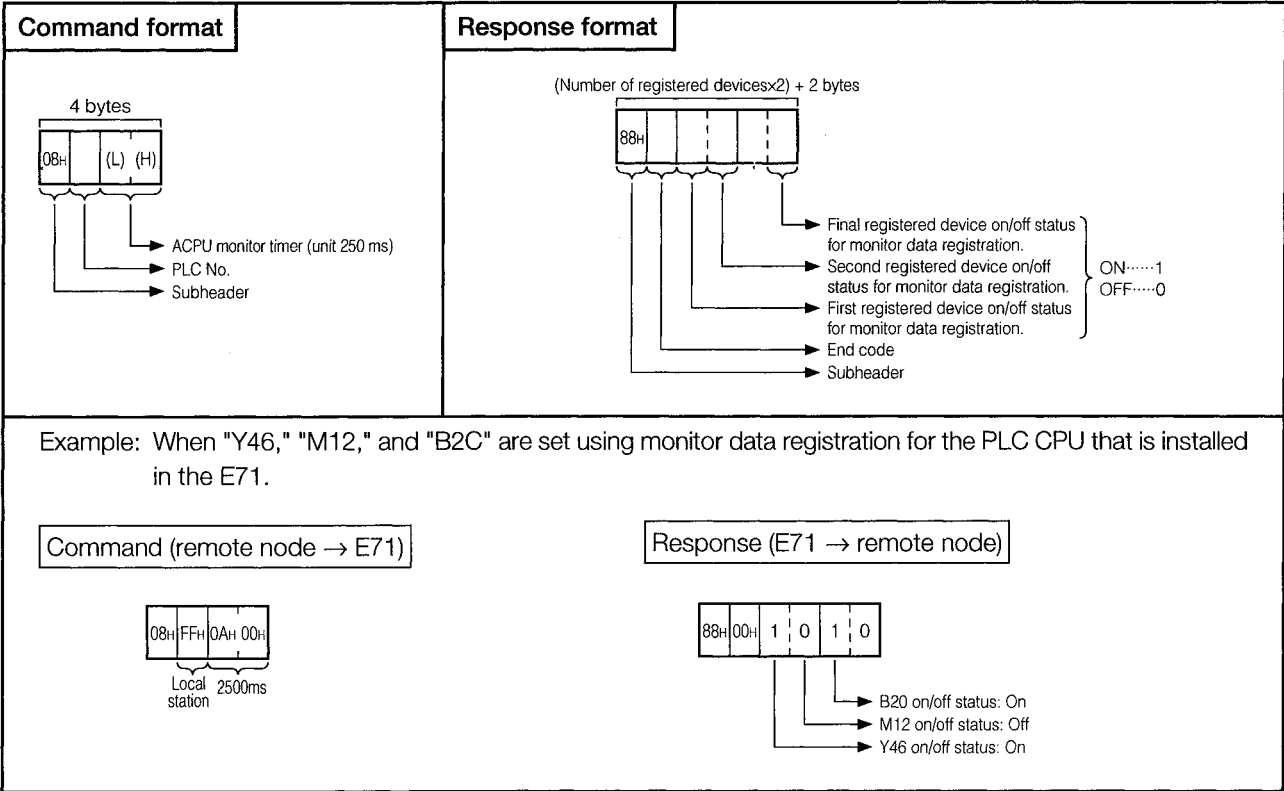 Command format
4 bytes
08H (L) (H)
ACPU monitor timer (unit 250 ms)
PLC No.
Subheader
Response format
(Number of registered devicesx2) + 2 bytes
88H
Final registered device on/off status
for monitor data registration.
Second registered device on/off
status for monitor data registration.
First registered device on/off status
for monitor data registration.
ON······1
OFF·····0
End code
Subheader
Example: When "Y46," "M12," and "B2C" are set using monitor data registration for the PLC CPU that is installed
in the E71.
Command (remote node → E71)
08H FFH 0AH 00H
Local
station
2500ms
Response (E71 → remote node)
88H 00H 1 0 1 0
B20 on/off status: On
M12 on/off status: Off
Y46 on/off status: On